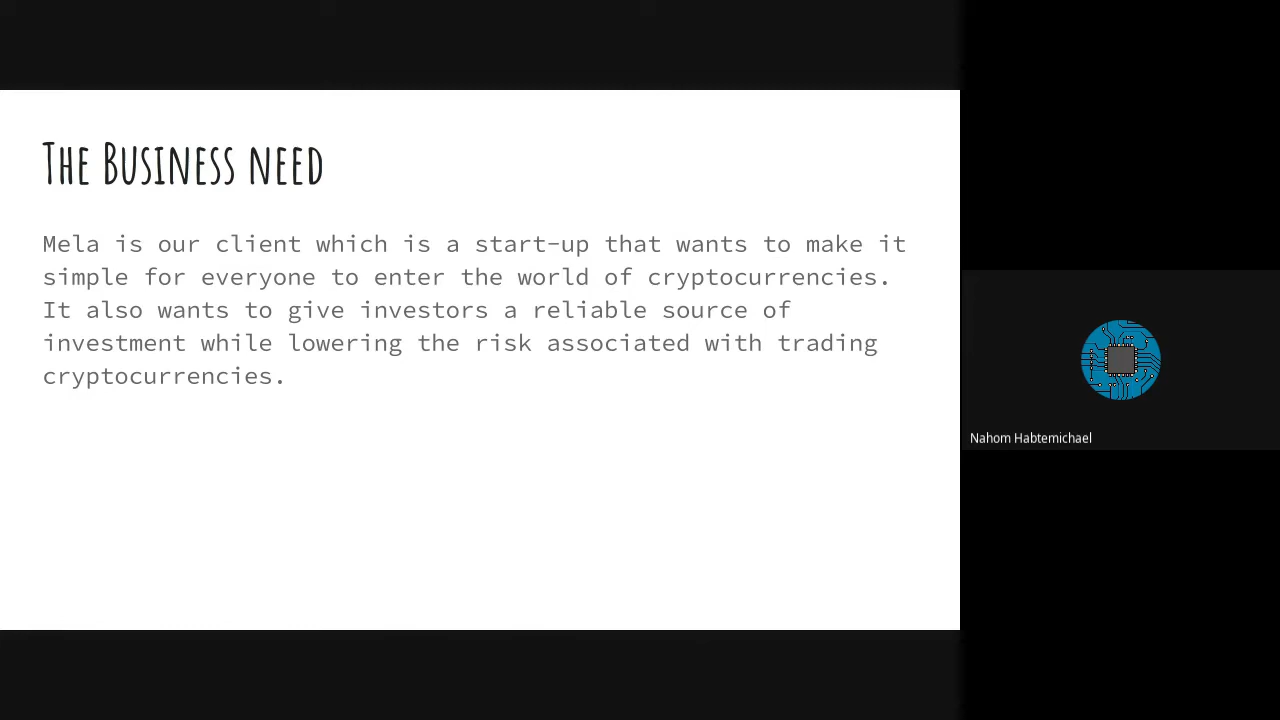 The Business need
Mela is our client which is a start-up that wants to make it
simple for everyone to enter the world of cryptocurrencies.
It also wants to give investors a reliable source of
investment while lowering the risk associated with trading
cryptocurrencies.
Nahom Habtemichael